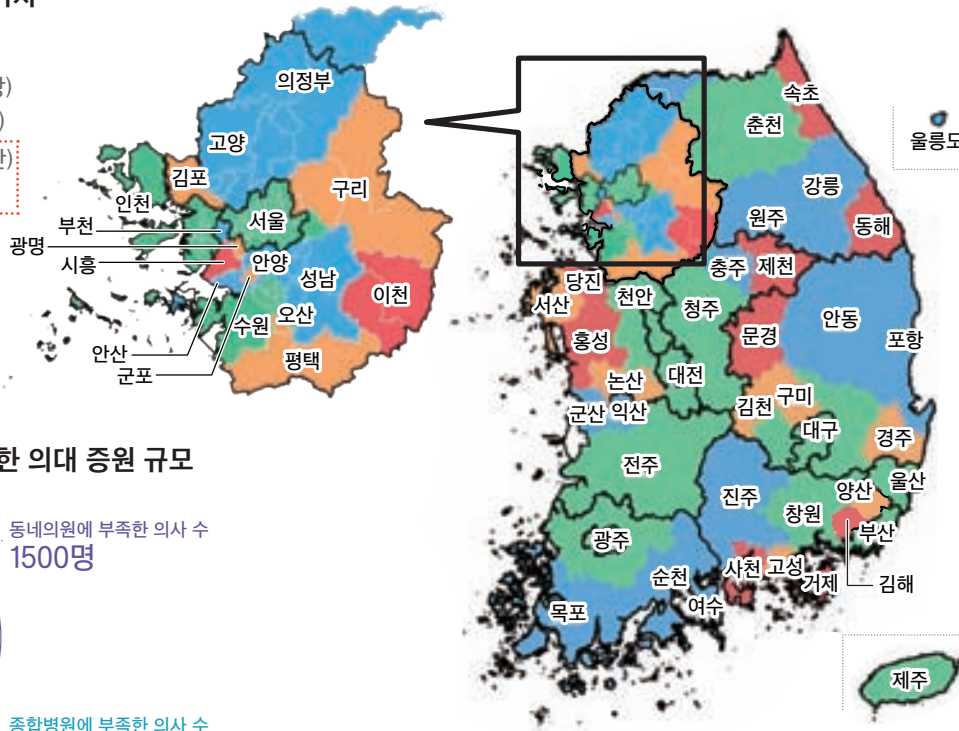 의정부
고양
김포
구리
인천
서울
부천
광명
안양
시흥
성남
이천
수원
오산
안산
군포
평택
속초
춘천
울릉도
강릉
원주
동해
충주
제천
당진
서산
천안
청주
안동
홍성
문경
포항
대전
논산
김천
구미
군산
익산
대구
경주
전주
진주
양산
울산
창원
광주
부산
사천
고성
순천
거제
김해
목포
여수
제주
한 의대 증원 규모
동네의원에 부족한 의사 수
1500명
종합병원에 부족한 의사 수